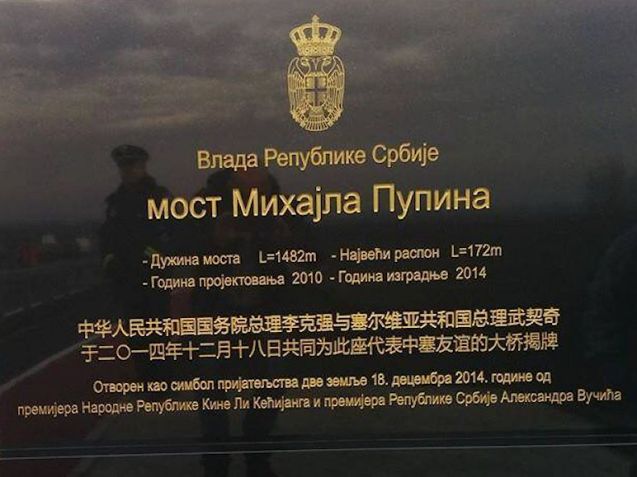 Влада Републике Србије
мост Михајла Пупина
- Дужина моста L=1482m - Највећи распон L=172m
- Година пројектовања 2010 - Година изградње 2014
中华人民共和国国务院总理李克强与塞尔维亚共和国总理武契奇
于二〇一四年十二月十八日共同为此座代表中塞友谊的大桥揭牌
Отворен као симбол пријатељства две земље 18. децембра 2014. године од
премијера Народне Републике Кине Ли Кећијанга и премијера Републике Србије Александра Вучића